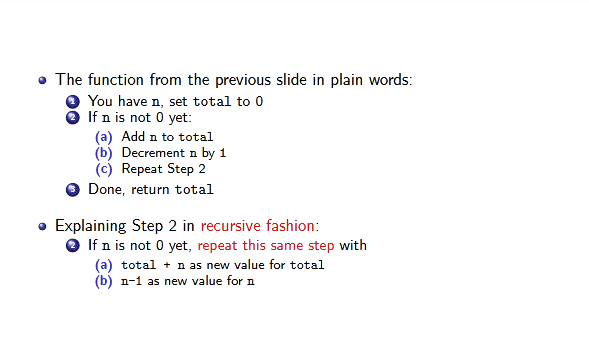 The function from the previous slide in plain words:
1 You have n, set total to 0
2 If n is not 0 yet:
(a) Add n to total
(b) Decrement n by 1
(c) Repeat Step 2
3 Done, return total
Explaining Step 2 in recursive fashion:
2 If n is not 0 yet, repeat this same step with
(a) total + n as new value for total
(b) n-1 as new value for n